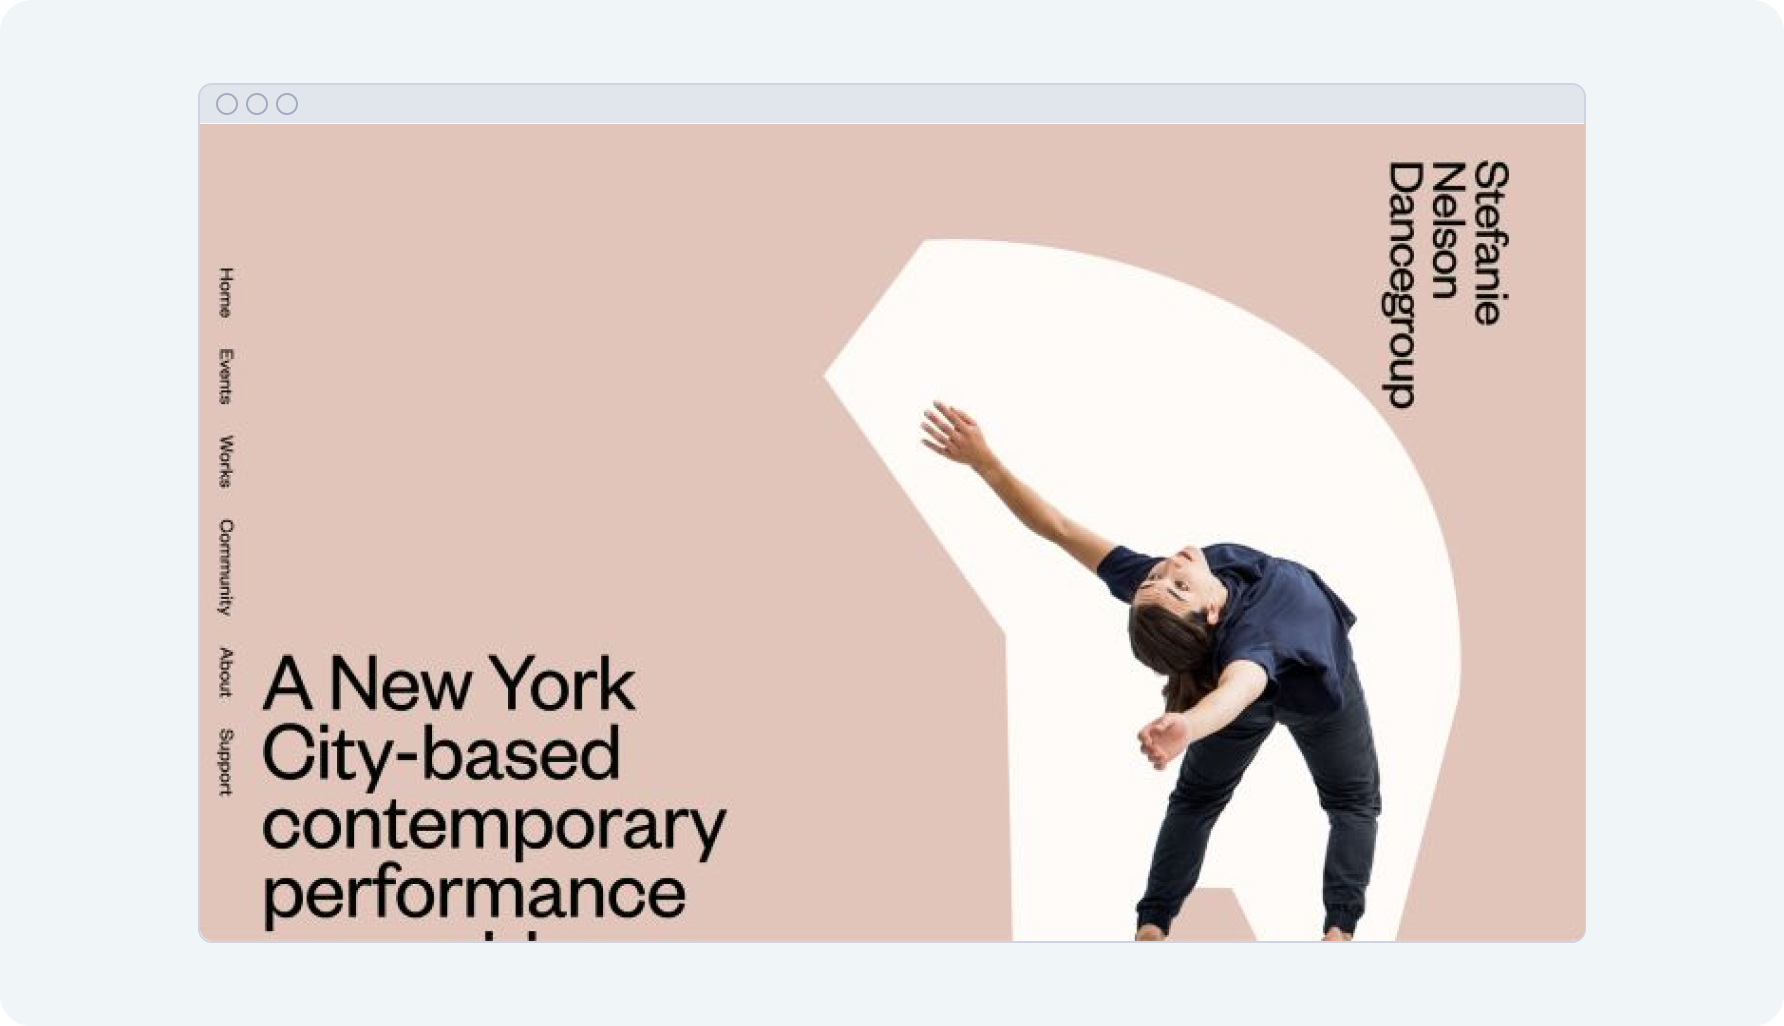 Stefanie
Nelson
Dancegroup
Home
Events
Works
Community
About
Support
A New York
City-based
contemporary
performance